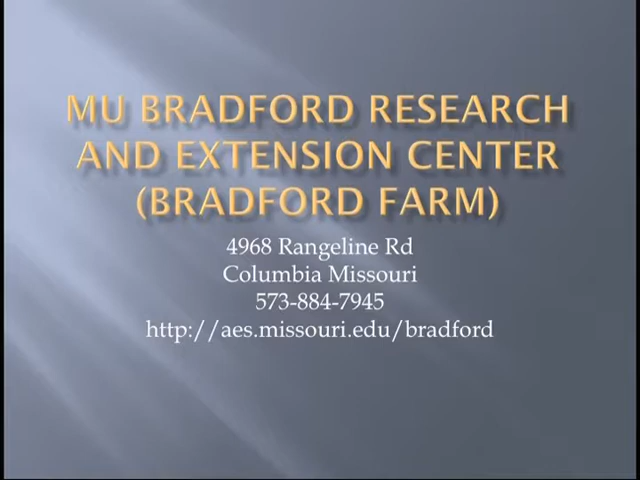 MU BRADFORD RESEARCH
AND EXTENSION CENTER
(BRADFORD FARM)
4968 Rangeline Rd
Columbia Missouri
573-884-7945
http://aes.missouri.edu/bradford